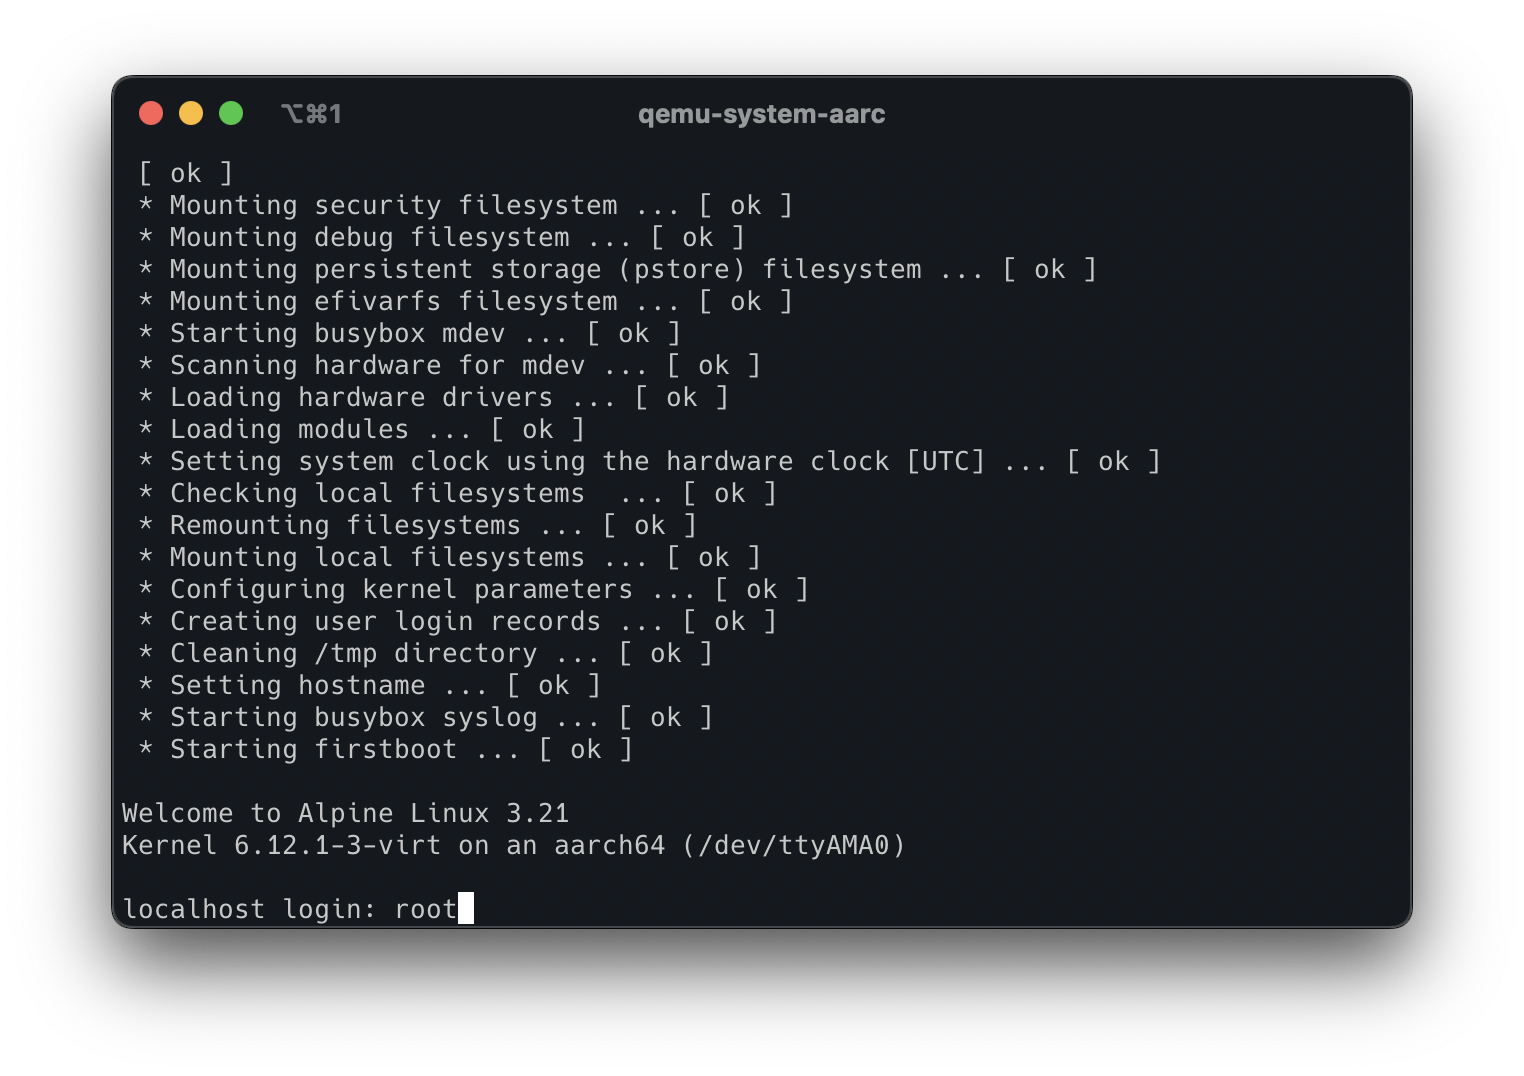 ⌥⌘1 qemu-system-aarc
[ ok ]
* Mounting security filesystem ... [ ok ]
* Mounting debug filesystem ... [ ok ]
* Mounting persistent storage (pstore) filesystem ... [ ok ]
* Mounting efivarfs filesystem ... [ ok ]
* Starting busybox mdev ... [ ok ]
* Scanning hardware for mdev ... [ ok ]
* Loading hardware drivers ... [ ok ]
* Loading modules ... [ ok ]
* Setting system clock using the hardware clock [UTC] ... [ ok ]
* Checking local filesystems  ... [ ok ]
* Remounting filesystems ... [ ok ]
* Mounting local filesystems ... [ ok ]
* Configuring kernel parameters ... [ ok ]
* Creating user login records ... [ ok ]
* Cleaning /tmp directory ... [ ok ]
* Setting hostname ... [ ok ]
* Starting busybox syslog ... [ ok ]
* Starting firstboot ... [ ok ]
Welcome to Alpine Linux 3.21
Kernel 6.12.1-3-virt on an aarch64 (/dev/ttyAMA0)
localhost login: root